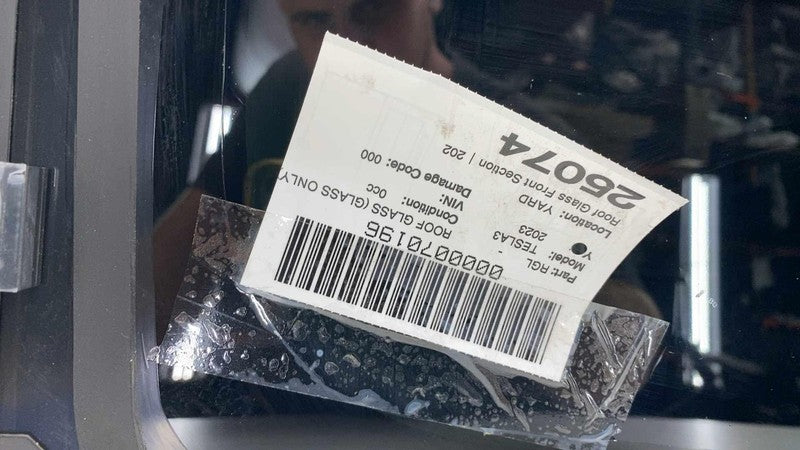 25074
Roof Glass Front Section | 202
Location: YARD
Damage Code: 000
VIN:
Condition: 0cc
ROOF GLASS (GLASS ONLY
Y
2023 -
Model: TESLA3
Part: RGL
0000070196